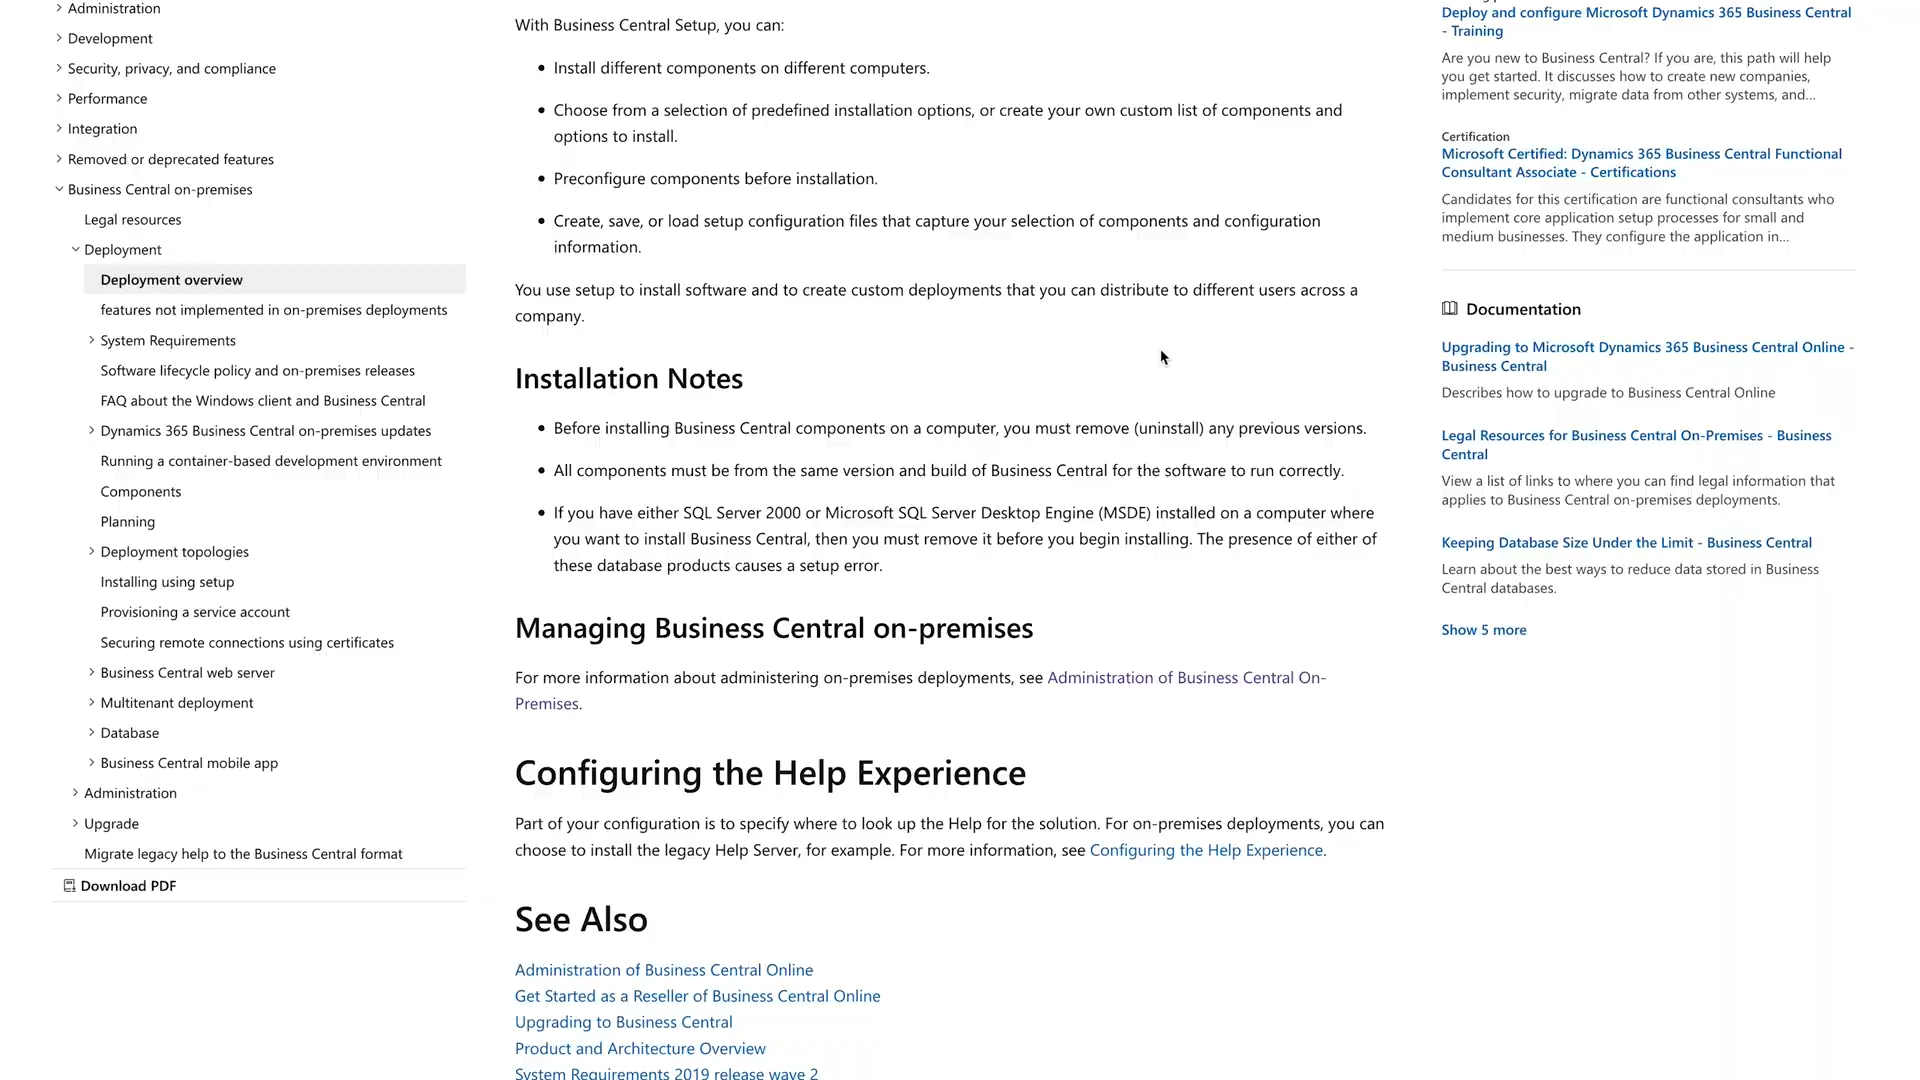 Administration
Development
Security, privacy, and compliance
Performance
Integration
Removed or deprecated features
Business Central on-premises
Legal resources
Deployment
Deployment overview
features not implemented in on-premises deployments
System Requirements
Software lifecycle policy and on-premises releases
FAQ about the Windows client and Business Central
Dynamics 365 Business Central on-premises updates
Running a container-based development environment
Components
Planning
Deployment topologies
Installing using setup
Provisioning a service account
Securing remote connections using certificates
Business Central web server
Multitenant deployment
Database
Business Central mobile app
Administration
Upgrade
Migrate legacy help to the Business Central format
Download PDF
With Business Central Setup, you can:
• Install different components on different computers.
• Choose from a selection of predefined installation options, or create your own custom list of components and
options to install.
• Preconfigure components before installation.
• Create, save, or load setup configuration files that capture your selection of components and configuration
information.
You use setup to install software and to create custom deployments that you can distribute to different users across a
company.
Installation Notes
• Before installing Business Central components on a computer, you must remove (uninstall) any previous versions.
• All components must be from the same version and build of Business Central for the software to run correctly.
• If you have either SQL Server 2000 or Microsoft SQL Server Desktop Engine (MSDE) installed on a computer where
you want to install Business Central, then you must remove it before you begin installing. The presence of either of
these database products causes a setup error.
Managing Business Central on-premises
For more information about administering on-premises deployments, see Administration of Business Central On-
Premises.
Configuring the Help Experience
Part of your configuration is to specify where to look up the Help for the solution. For on-premises deployments, you can
choose to install the legacy Help Server, for example. For more information, see Configuring the Help Experience.
See Also
Administration of Business Central Online
Get Started as a Reseller of Business Central Online
Upgrading to Business Central
Product and Architecture Overview
System Requirements 2019 release wave 2
Deploy and configure Microsoft Dynamics 365 Business Central
- Training
Are you new to Business Central? If you are, this path will help
you get started. It discusses how to create new companies,
implement security, migrate data from other systems, and...
Certification
Microsoft Certified: Dynamics 365 Business Central Functional
Consultant Associate - Certifications
Candidates for this certification are functional consultants who
implement core application setup processes for small and
medium businesses. They configure the application in...
Documentation
Upgrading to Microsoft Dynamics 365 Business Central Online -
Business Central
Describes how to upgrade to Business Central Online
Legal Resources for Business Central On-Premises - Business
Central
View a list of links to where you can find legal information that
applies to Business Central on-premises deployments.
Keeping Database Size Under the Limit - Business Central
Learn about the best ways to reduce data stored in Business
Central databases.
Show 5 more